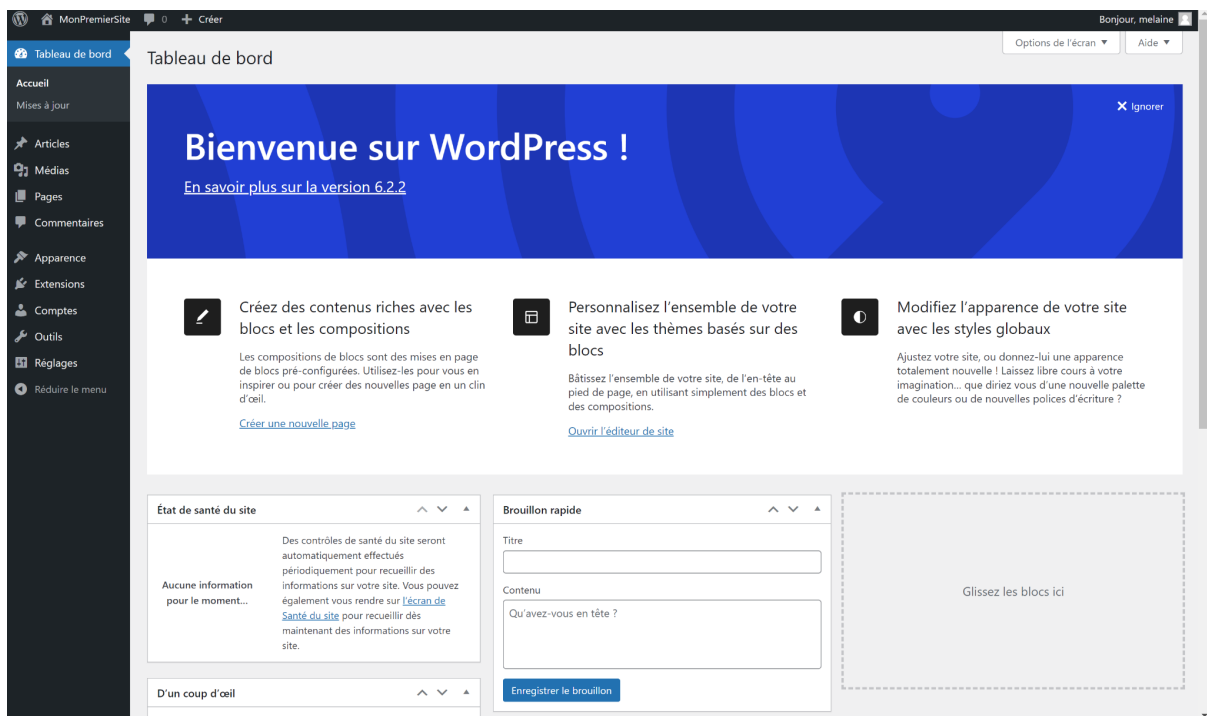 MonPremierSite 0 + Créer Bonjour, melaine
Tableau de bord
Accueil
Mises à jour
Articles
Médias
Pages
Commentaires
Apparence
Extensions
Comptes
Outils
Réglages
Réduire le menu
Options de l'écran ▼ Aide ▼
Tableau de bord
Ignorer
Bienvenue sur WordPress !
En savoir plus sur la version 6.2.2
Créez des contenus riches avec les
blocs et les compositions
Les compositions de blocs sont des mises en page
de blocs pré-configurées. Utilisez-les pour vous en
inspirer ou pour créer des nouvelles page en un clin
d'œil.
Créer une nouvelle page
Personnalisez l'ensemble de votre
site avec les thèmes basés sur des
blocs
Bâtissez l'ensemble de votre site, de l'en-tête au
pied de page, en utilisant simplement des blocs et
des compositions.
Ouvrir l'éditeur de site
Modifiez l'apparence de votre site
avec les styles globaux
Ajustez votre site, ou donnez-lui une apparence
totalement nouvelle ! Laissez libre cours à votre
imagination... que diriez vous d'une nouvelle palette
de couleurs ou de nouvelles polices d'écriture ?
État de santé du site
Aucune information
pour le moment...
Des contrôles de santé du site seront
automatiquement effectués
périodiquement pour recueillir des
informations sur votre site. Vous pouvez
également vous rendre sur l'écran de
Santé du site pour recueillir dès
maintenant des informations sur votre
site.
D'un coup d'œil
Brouillon rapide
Titre
Contenu
Qu'avez-vous en tête ?
Enregistrer le brouillon
Glissez les blocs ici